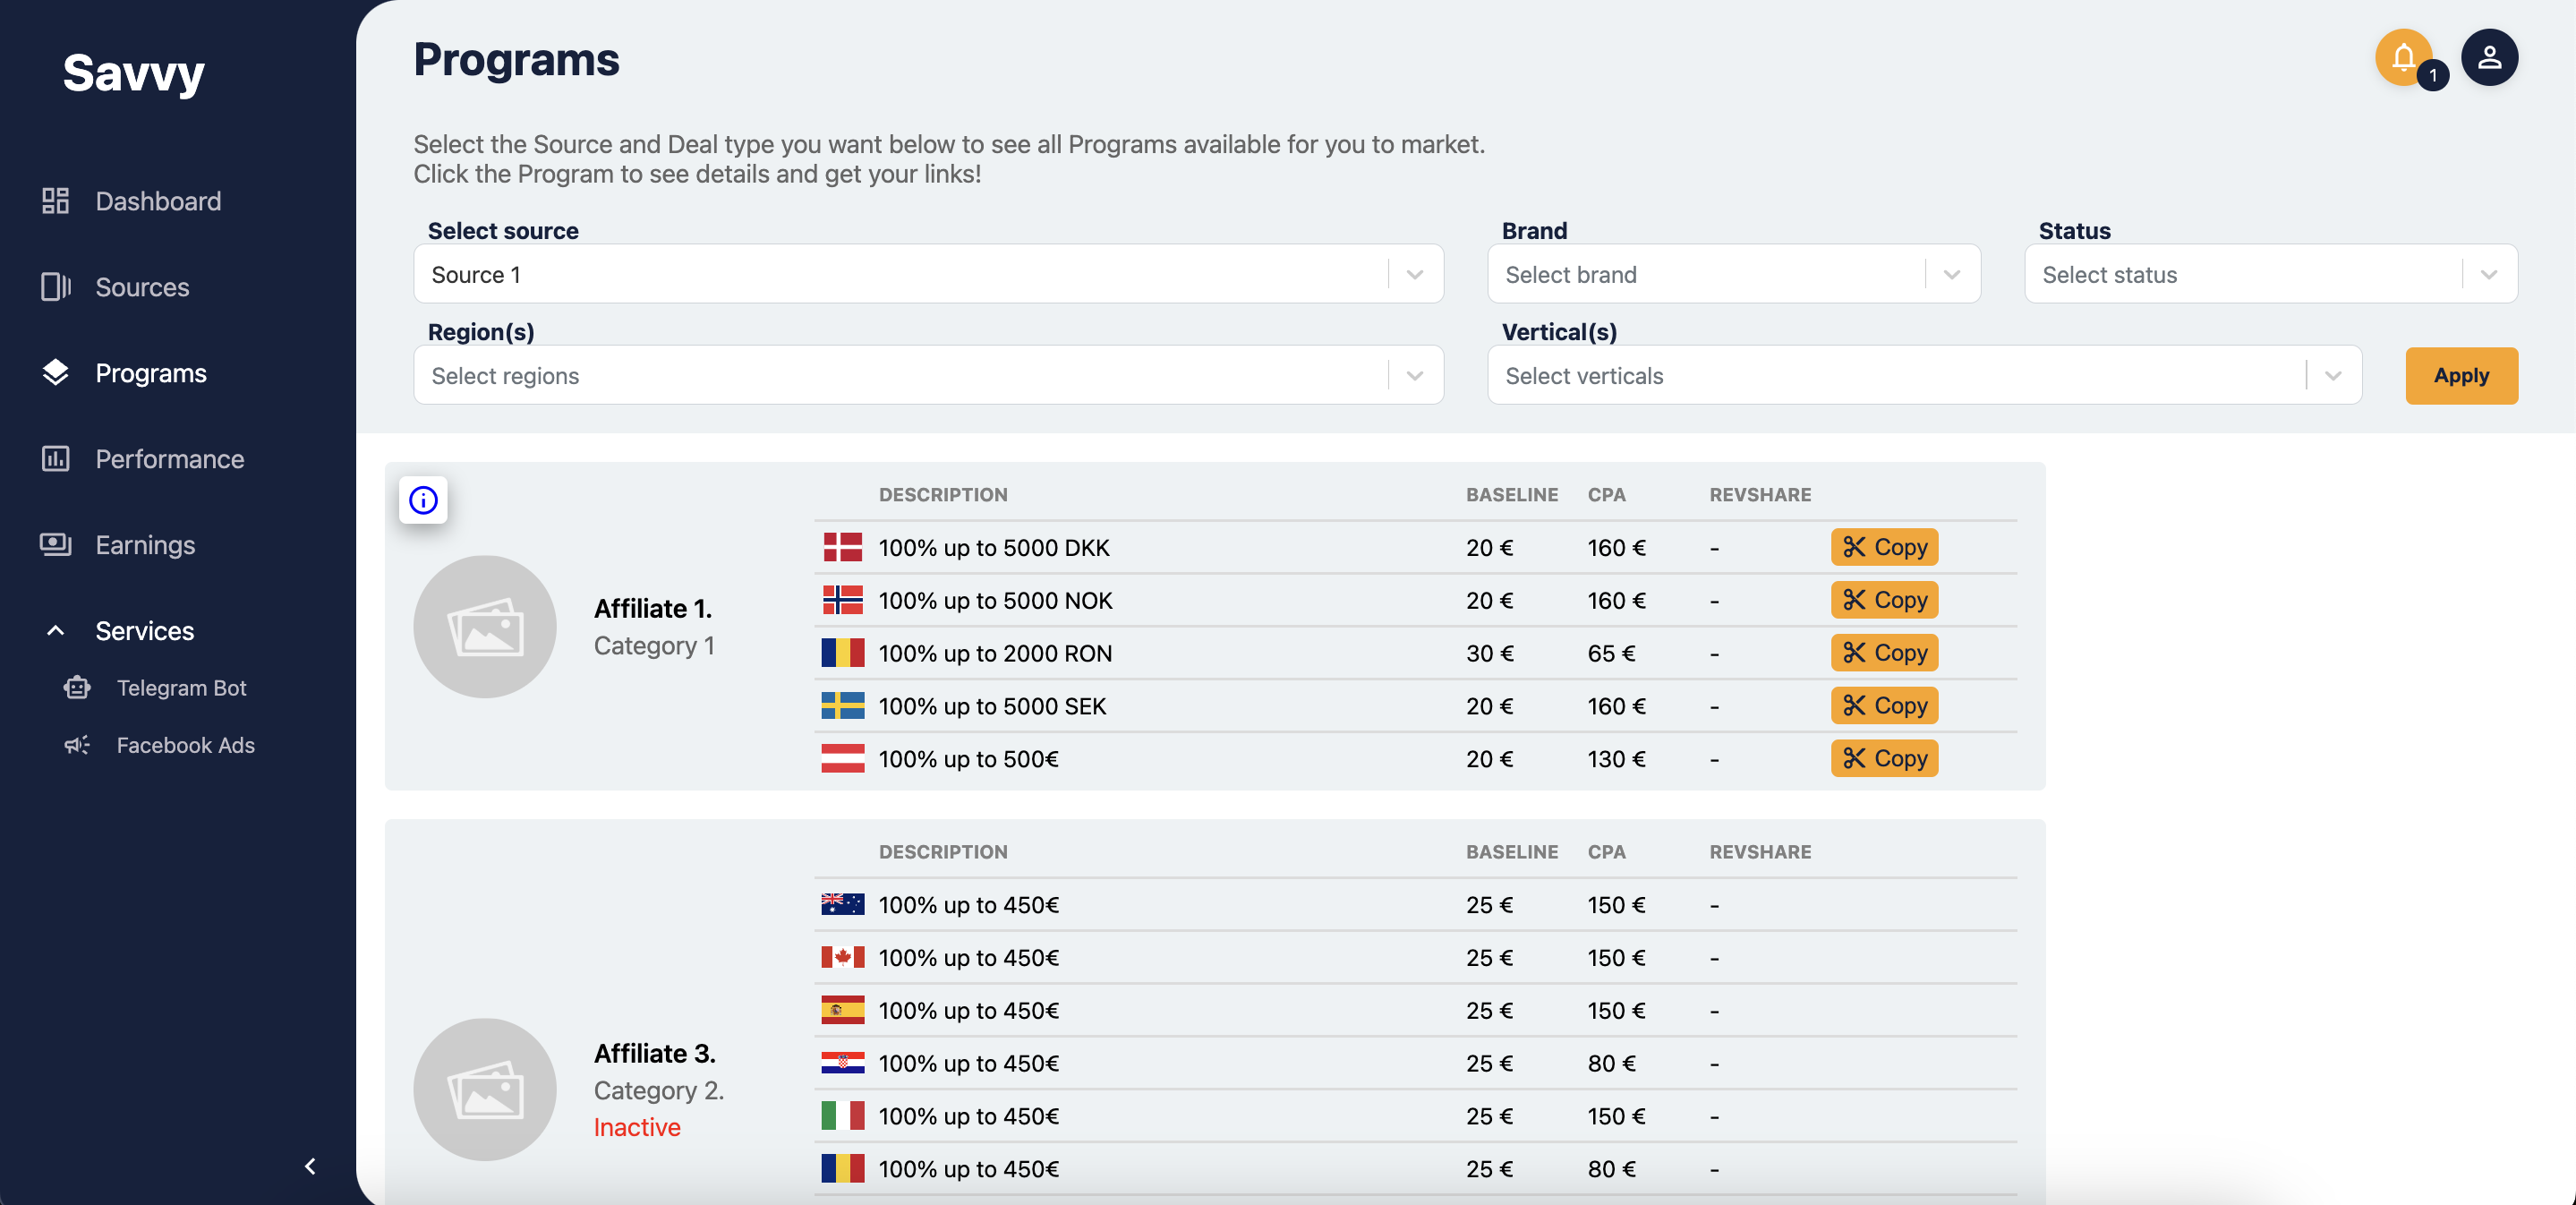 Savvy
Dashboard
Sources
Programs
Performance
Earnings
Services
Telegram Bot
Facebook Ads
Programs
1
Select the Source and Deal type you want below to see all Programs available for you to market.
Click the Program to see details and get your links!
Select source
Brand
Status
Source 1
Select brand
Select status
Region(s)
Vertical(s)
Select regions
Select verticals
Apply
DESCRIPTION BASELINE CPA REVSHARE
Affiliate 1.
Category 1
100% up to 5000 DKK 20 € 160 € - Copy
100% up to 5000 NOK 20 € 160 € - Copy
100% up to 2000 RON 30 € 65 € - Copy
100% up to 5000 SEK 20 € 160 € - Copy
100% up to 500€ 20 € 130 € - Copy
DESCRIPTION BASELINE CPA REVSHARE
Affiliate 3.
Category 2.
Inactive
100% up to 450€ 25 € 150 € -
100% up to 450€ 25 € 150 € -
100% up to 450€ 25 € 150 € -
100% up to 450€ 25 € 80 € -
100% up to 450€ 25 € 150 € -
100% up to 450€ 25 € 80 € -